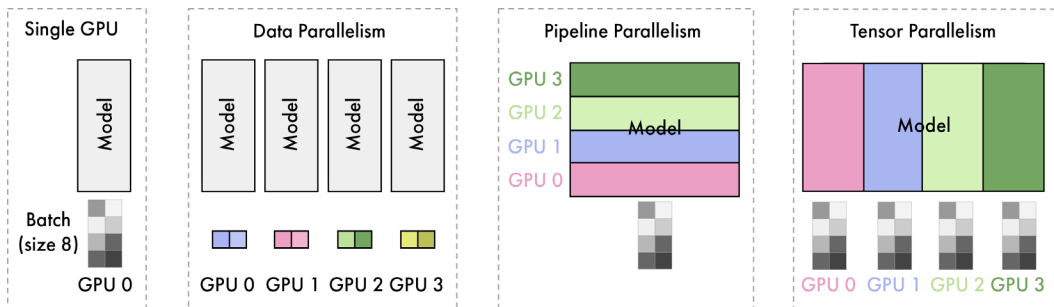 Single GPU
Model
Batch
(size 8)
GPU 0
Data Parallelism
Model
Model
Model
Model
GPU 0
GPU 1
GPU 2
GPU 3
Pipeline Parallelism
GPU 3
GPU 2
Model
GPU 1
GPU 0
Tensor Parallelism
Model
GPU 0
GPU 1
GPU 2
GPU 3